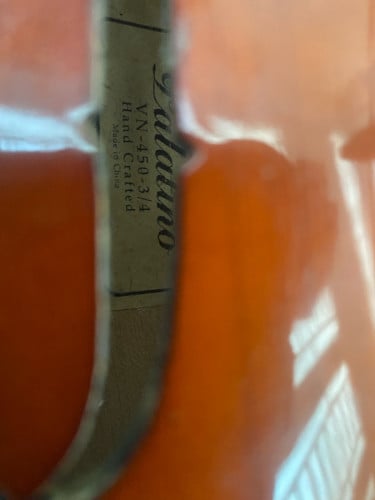 Palatino
VN-450-3/4
Hand Crafted
Made in China